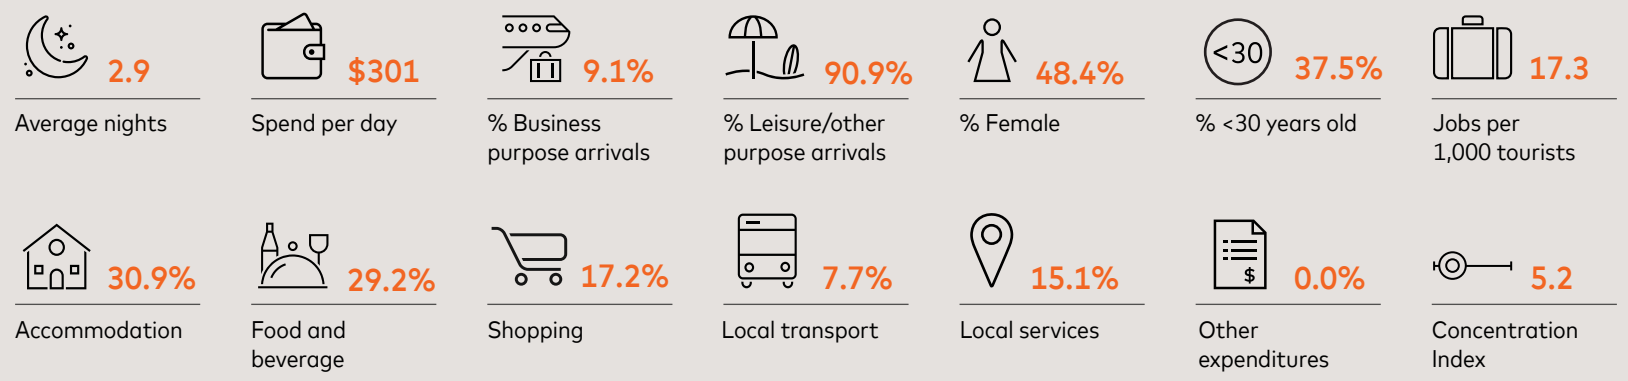 2.9
Average nights
$301
Spend per day
9.1%
% Business
purpose arrivals
90.9%
% Leisure/other
purpose arrivals
48.4%
% Female
<30
37.5%
% <30 years old
17.3
Jobs per
1,000 tourists
30.9%
Accommodation
29.2%
Food and
beverage
17.2%
Shopping
7.7%
Local transport
15.1%
Local services
$
0.0%
Other
expenditures
5.2
Concentration
Index